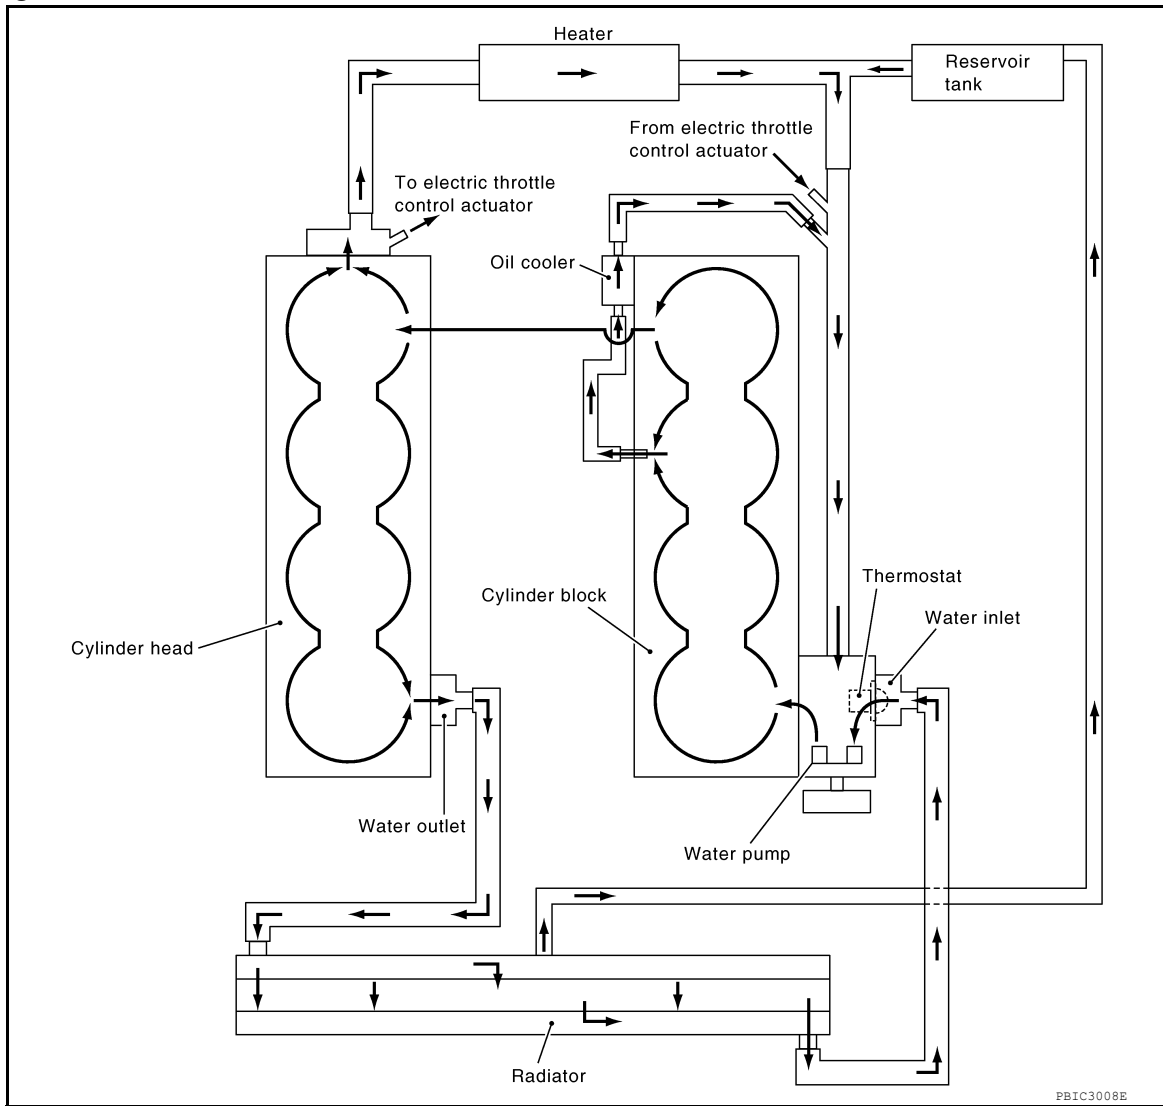 Heater
Reservoir
tank
From electric throttle
control actuator
To electric throttle
control actuator
Oil cooler
Thermostat
Cylinder block
Water inlet
Cylinder head
Water outlet
Water pump
Radiator
PBIC3008E